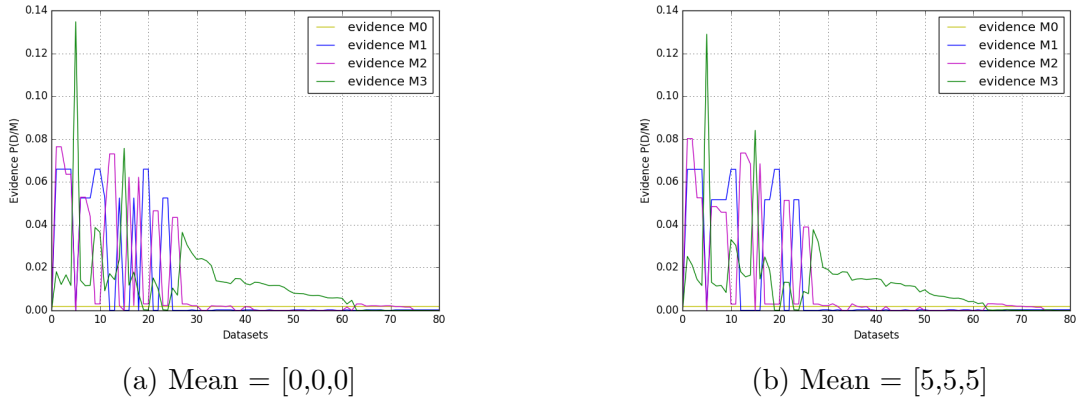 0.14
0.12
0.10
0.08
0.06
0.04
0.02
0.00
Evidence P(D/M)
0 10 20 30 40 50 60 70 80
Datasets
evidence M0
evidence M1
evidence M2
evidence M3
(a) Mean = [0,0,0]
0.14
0.12
0.10
0.08
0.06
0.04
0.02
0.00
Evidence P(D/M)
0 10 20 30 40 50 60 70 80
Datasets
evidence M0
evidence M1
evidence M2
evidence M3
(b) Mean = [5,5,5]